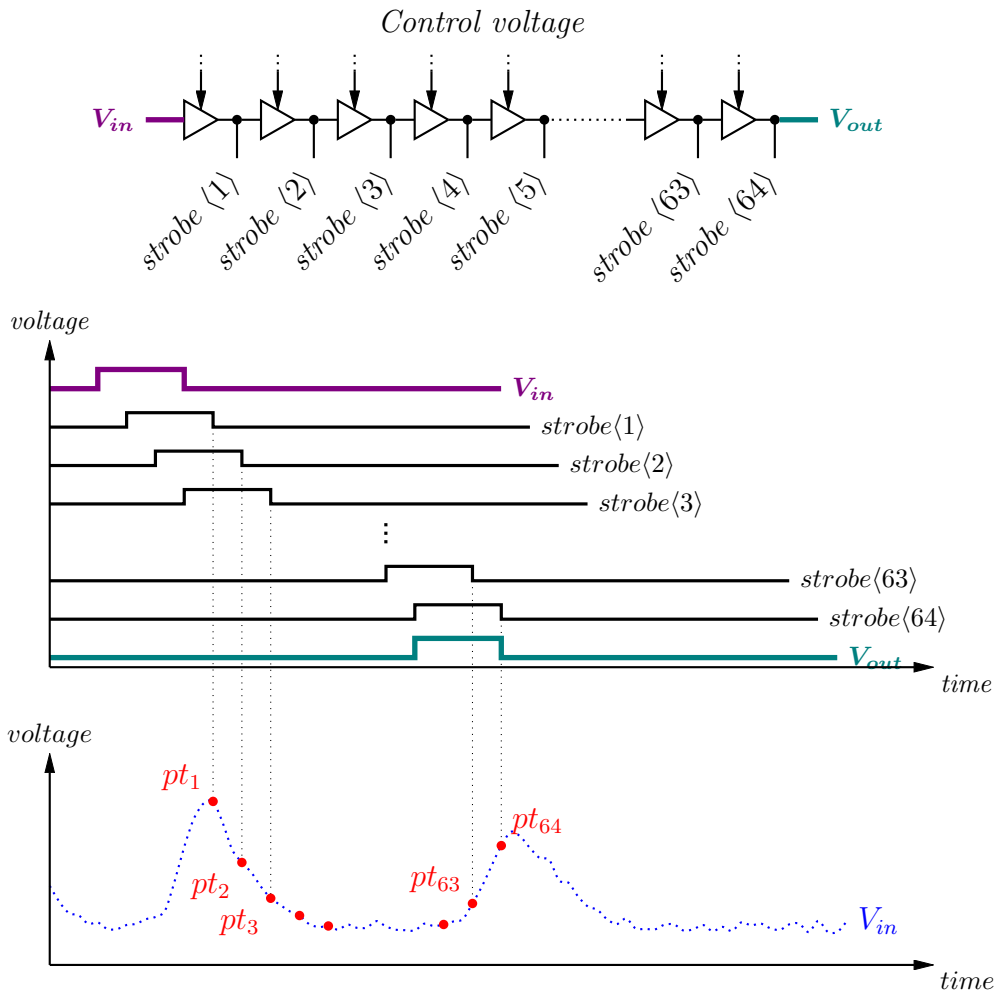 Control voltage
V_in
V_out
strobe ⟨1⟩
strobe ⟨2⟩
strobe ⟨3⟩
strobe ⟨4⟩
strobe ⟨5⟩
strobe ⟨63⟩
strobe ⟨64⟩
voltage
V_in
strobe⟨1⟩
strobe⟨2⟩
strobe⟨3⟩
strobe⟨63⟩
strobe⟨64⟩
V_out
time
voltage
pt_1
pt_64
pt_2
pt_63
pt_3
V_in
time